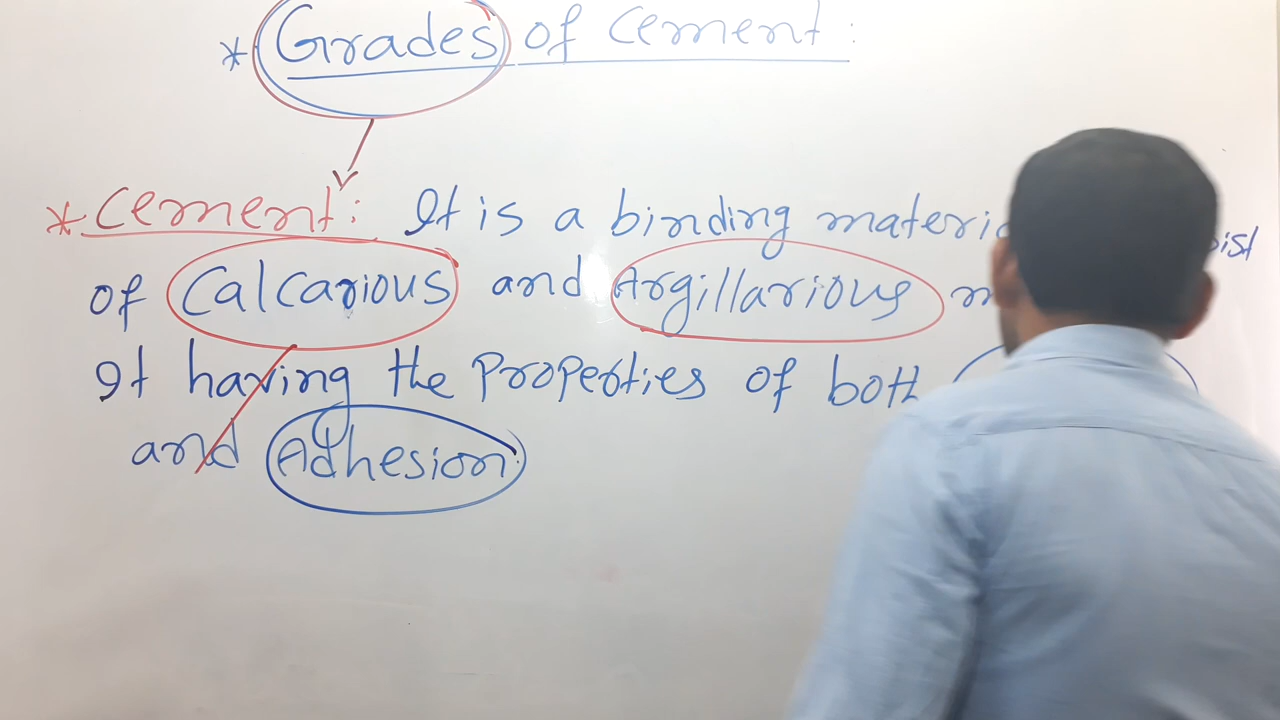 * Grades of Cement:
* Cement: It is a binding
of Calcarious and Argillarious
It having the Properties of both
and Adhesion